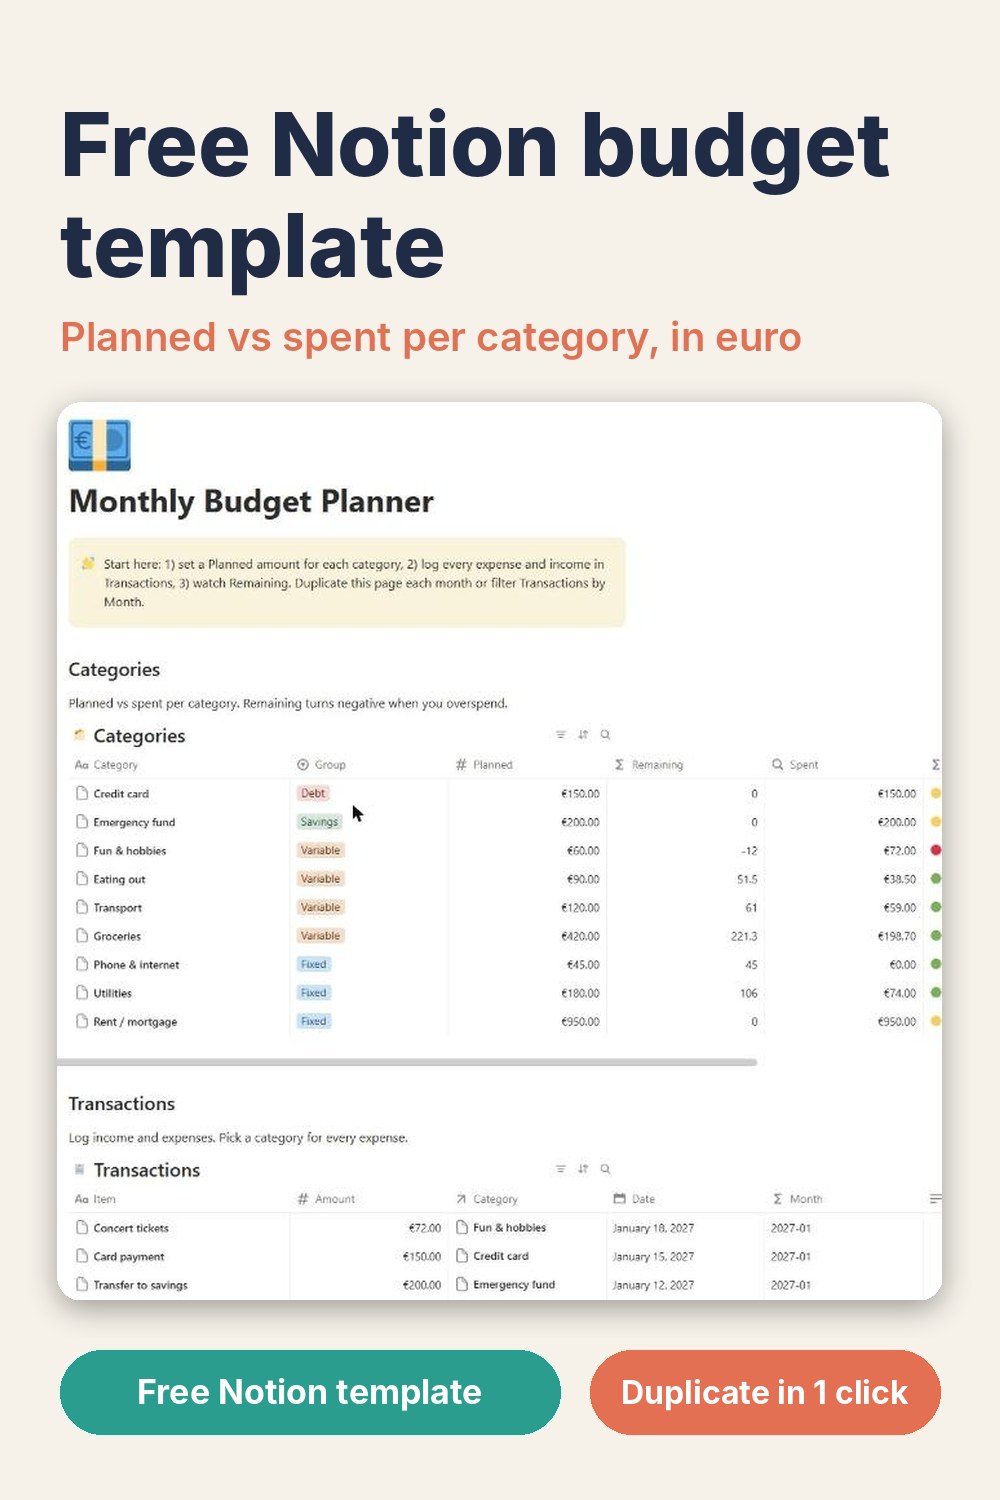 Free Notion budget
template
Planned vs spent per category, in euro
€
Monthly Budget Planner
Start here: 1) set a Planned amount for each category, 2) log every expense and income in
Transactions, 3) watch Remaining. Duplicate this page each month or filter Transactions by
Month.
Categories
Planned vs spent per category. Remaining turns negative when you overspend.
Categories
Aa Category Group # Planned Σ Remaining Spent Σ
Credit card Debt €150.00 0 €150.00
Emergency fund Savings €200.00 0 €200.00
Fun & hobbies Variable €60.00 -12 €72.00
Eating out Variable €90.00 51.5 €38.50
Transport Variable €120.00 61 €59.00
Groceries Variable €420.00 221.3 €198.70
Phone & internet Fixed €45.00 45 €0.00
Utilities Fixed €180.00 106 €74.00
Rent / mortgage Fixed €950.00 0 €950.00
Transactions
Log income and expenses. Pick a category for every expense.
Transactions
Aa Item # Amount Category Date Σ Month
Concert tickets €72.00 Fun & hobbies January 18, 2027 2027-01
Card payment €150.00 Credit card January 15, 2027 2027-01
Transfer to savings €200.00 Emergency fund January 12, 2027 2027-01
Free Notion template
Duplicate in 1 click